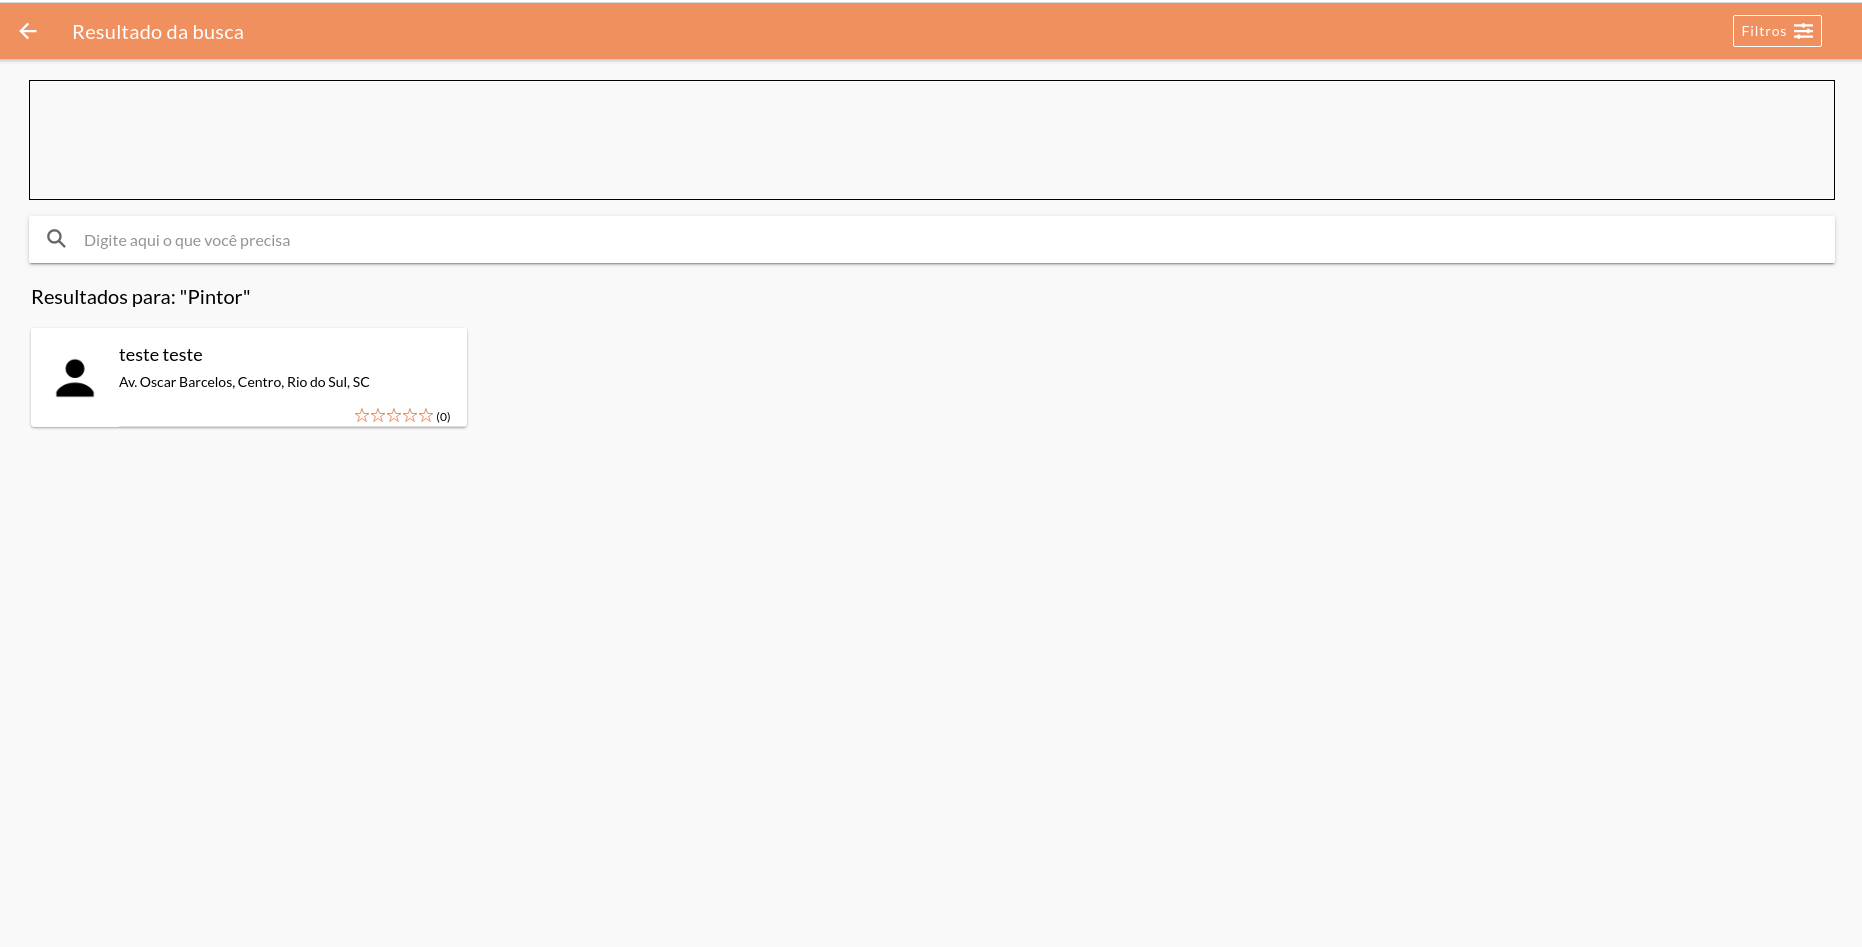 Resultado da busca
Filtros
Digite aqui o que você precisa
Resultados para: "Pintor"
teste teste
Av. Oscar Barcelos, Centro, Rio do Sul, SC
(0)